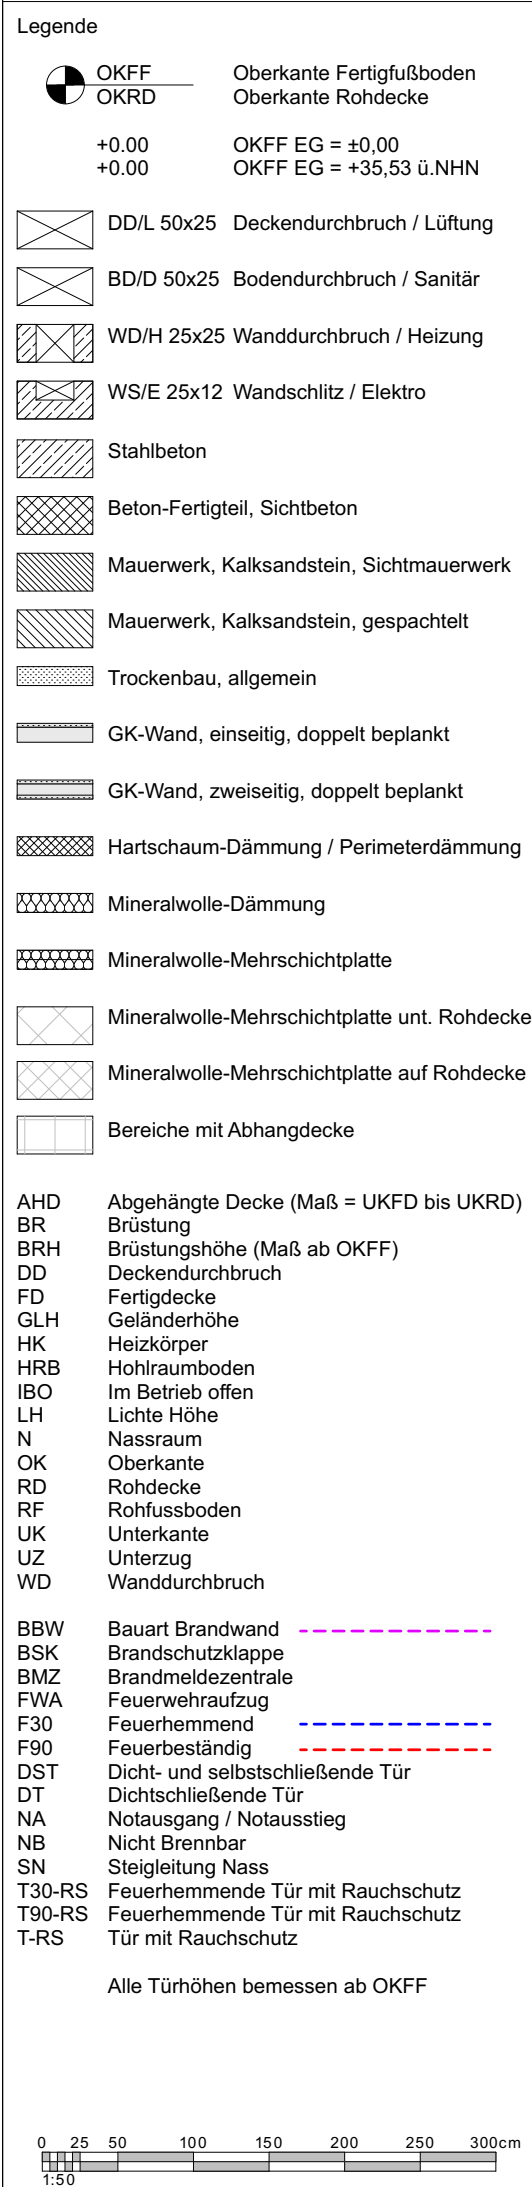 Legende
OKFF Oberkante Fertigfußboden
OKRD Oberkante Rohdecke
+0.00 OKFF EG = ±0,00
+0.00 OKFF EG = +35,53 ü.NHN
DD/L 50x25 Deckendurchbruch / Lüftung
BD/D 50x25 Bodendurchbruch / Sanitär
WD/H 25x25 Wanddurchbruch / Heizung
WS/E 25x12 Wandschlitz / Elektro
Stahlbeton
Beton-Fertigteil, Sichtbeton
Mauerwerk, Kalksandstein, Sichtmauerwerk
Mauerwerk, Kalksandstein, gespachtelt
Trockenbau, allgemein
GK-Wand, einseitig, doppelt beplankt
GK-Wand, zweiseitig, doppelt beplankt
Hartschaum-Dämmung / Perimeterdämmung
Mineralwolle-Dämmung
Mineralwolle-Mehrschichtplatte
Mineralwolle-Mehrschichtplatte unt. Rohdecke
Mineralwolle-Mehrschichtplatte auf Rohdecke
Bereiche mit Abhangdecke
AHD Abgehängte Decke (Maß = UKFD bis UKRD)
BR Brüstung
BRH Brüstungshöhe (Maß ab OKFF)
DD Deckendurchbruch
FD Fertigdecke
GLH Geländerhöhe
HK Heizkörper
HRB Hohlraumboden
IBO Im Betrieb offen
LH Lichte Höhe
N Nassraum
OK Oberkante
RD Rohdecke
RF Rohfussboden
UK Unterkante
UZ Unterzug
WD Wanddurchbruch
BBW Bauart Brandwand
BSK Brandschutzklappe
BMZ Brandmeldezentrale
FWA Feuerwehraufzug
F30 Feuerhemmend
F90 Feuerbeständig
DST Dicht- und selbstschließende Tür
DT Dichtschließende Tür
NA Notausgang / Notausstieg
NB Nicht Brennbar
SN Steigleitung Nass
T30-RS Feuerhemmende Tür mit Rauchschutz
T90-RS Feuerhemmende Tür mit Rauchschutz
T-RS Tür mit Rauchschutz
Alle Türhöhen bemessen ab OKFF
0 25 50 100 150 200 250 300cm
1:50